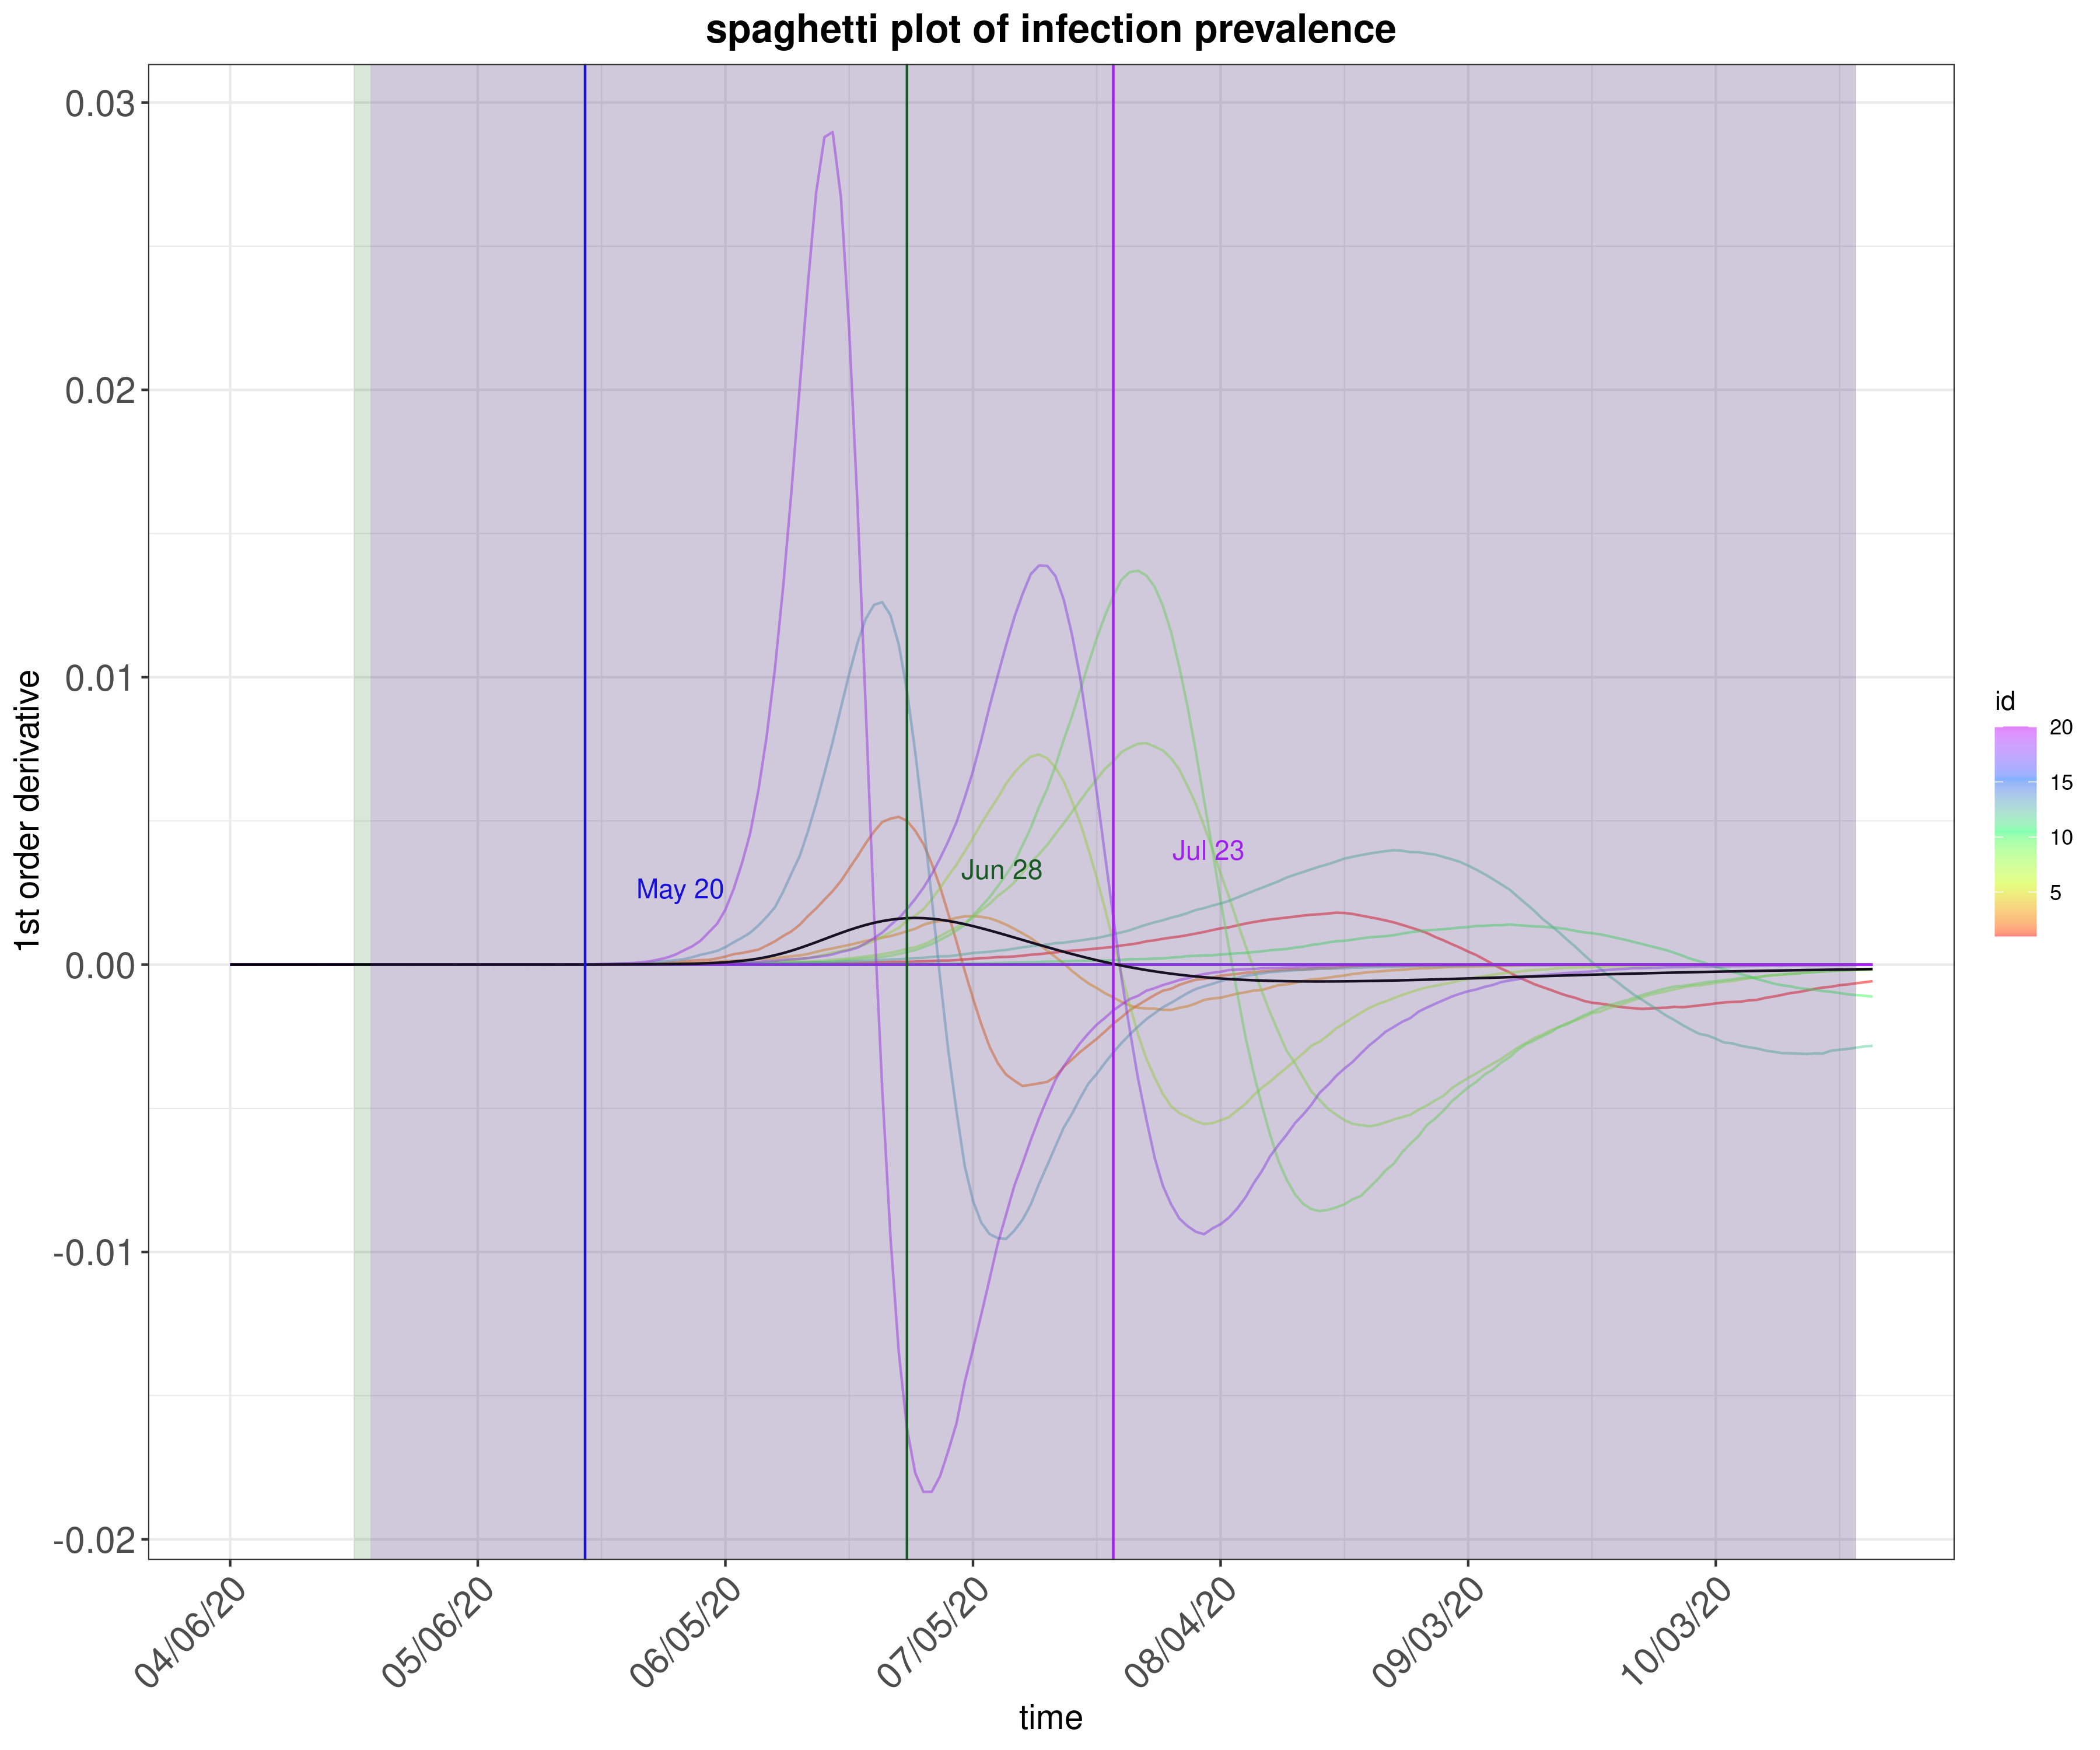 spaghetti plot of infection prevalence
1st order derivative
0.03
0.02
0.01
0.00
-0.01
-0.02
May 20
Jun 28
Jul 23
04/06/20
05/06/20
06/05/20
07/05/20
08/04/20
09/03/20
10/03/20
time
id
20
15
10
5